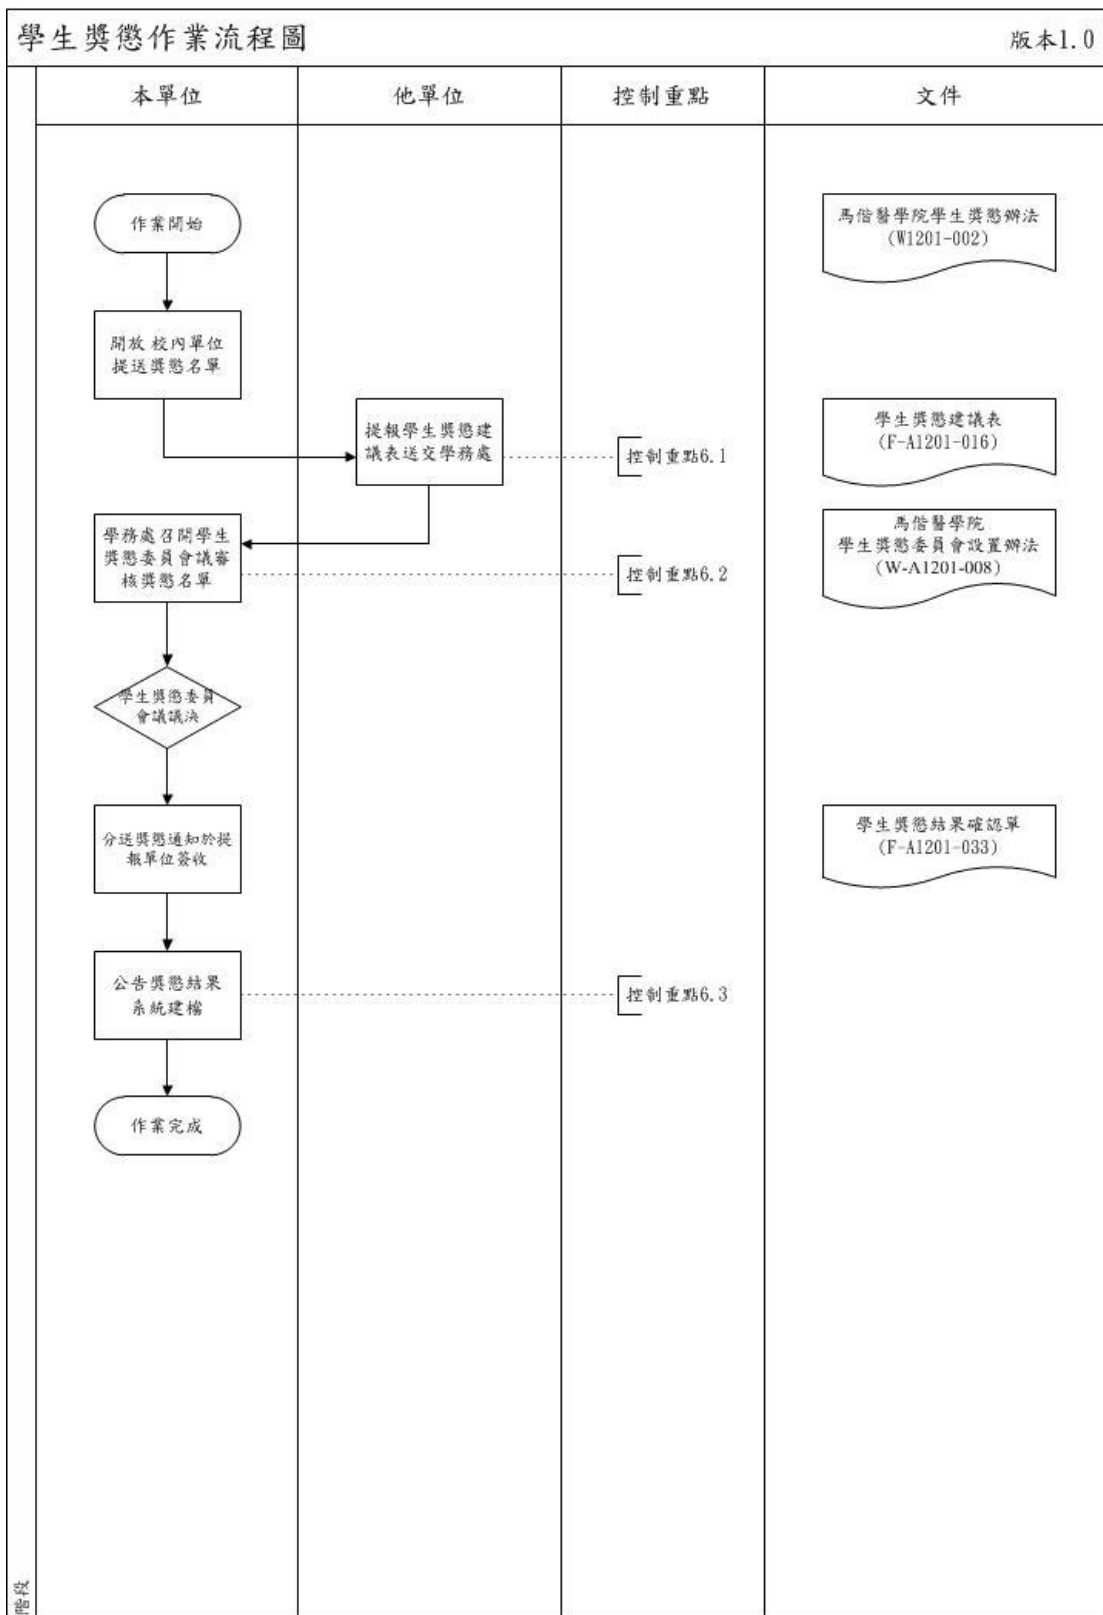 學生獎懲作業流程圖
版本1.0
本單位
他單位
控制重點
文件
作業開始
馬偕醫學院學生獎懲辦法
(W1201-002)
開放 校內單位
提送獎懲名單
提報學生獎懲建
議表送交學務處
控制重點6.1
學生獎懲建議表
(F-A1201-016)
學務處召開學生
獎懲委員會議審
核獎懲名單
控制重點6.2
馬偕醫學院
學生獎懲委員會設置辦法
(W-A1201-008)
學生獎懲委員
會議議決
分送獎懲通知於提
報單位簽收
學生獎懲結果確認單
(F-A1201-033)
公告獎懲結果
系統建檔
控制重點6.3
作業完成
階段